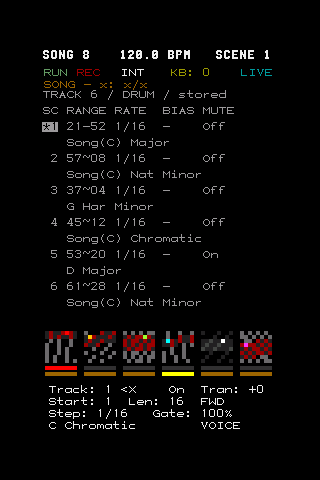 SONG 8 120.0 BPM SCENE 1
RUN REC INT KB: 0 LIVE
SONG - x: x/x
TRACK 6 / DRUM / stored
SC RANGE RATE BIAS MUTE
*1 21-52 1/16 - Off
Song(C) Major
2 57~08 1/16 - Off
Song(C) Nat Minor
3 37~04 1/16 - Off
G Har Minor
4 45~12 1/16 - Off
Song(C) Chromatic
5 53~20 1/16 - On
D Major
6 61~28 1/16 - Off
Song(C) Nat Minor
Track: 1 <X On Tran: +0
Start: 1 Len: 16 FWD
Step: 1/16 Gate: 100%
C Chromatic VOICE